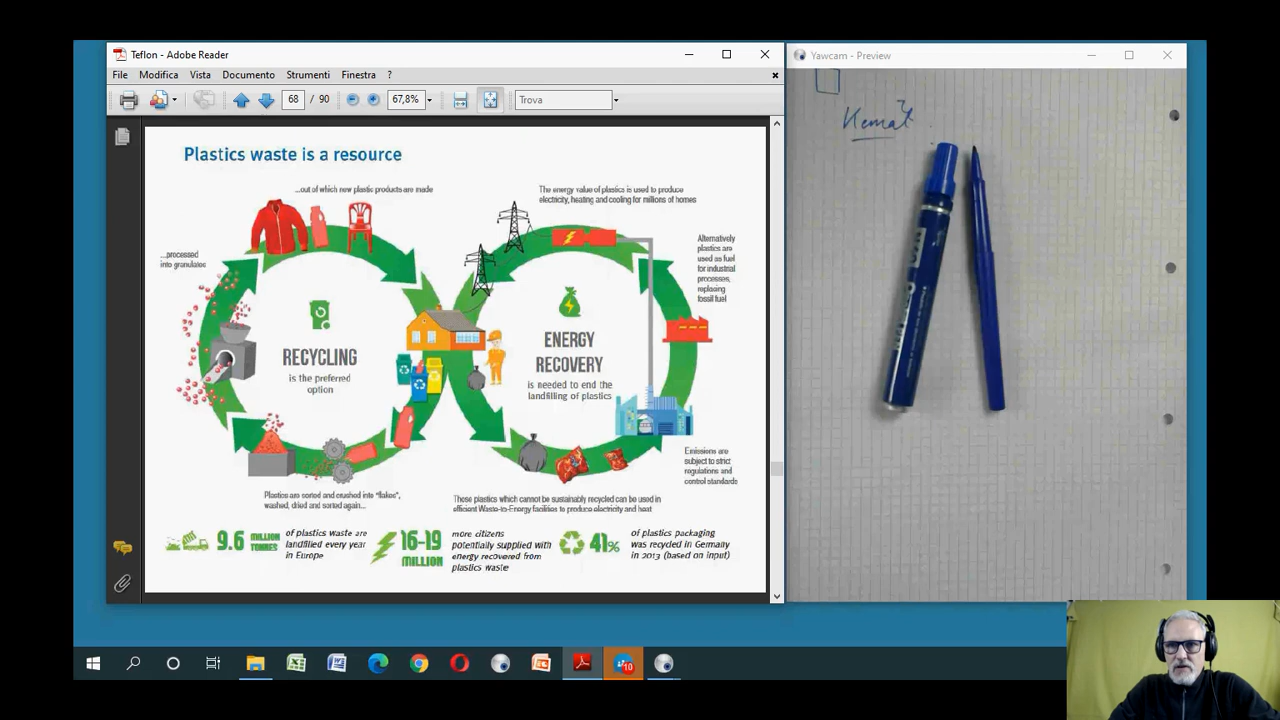 Teflon - Adobe Reader
File Modifica Vista Documento Strumenti Finestra ?
68 / 90 67,8% Trova
Plastics waste is a resource
...out of which new plastic products are made
...processed
into granulates
RECYCLING
is the preferred
option
Plastics are sorted and crushed into “flakes”,
washed, dried and sorted again...
The energy value of plastics is used to produce
electricity, heating and cooling for millions of homes
Alternatively
plastics are
used as fuel
for industrial
processes,
replacing
fossil fuel
ENERGY
RECOVERY
is needed to end the
landfilling of plastics
Emissions are
subject to strict
regulations and
control standards
Those plastics which cannot be sustainably recycled can be used in
efficient Waste-to-Energy facilities to produce electricity and heat
9.6 MILLION
TONNES
of plastics waste are
landfilled every year
in Europe
16-19
MILLION
more citizens
potentially supplied with
energy recovered from
plastics waste
41%
of plastics packaging
was recycled in Germany
in 2013 (based on input)
Yawcam - Preview
10